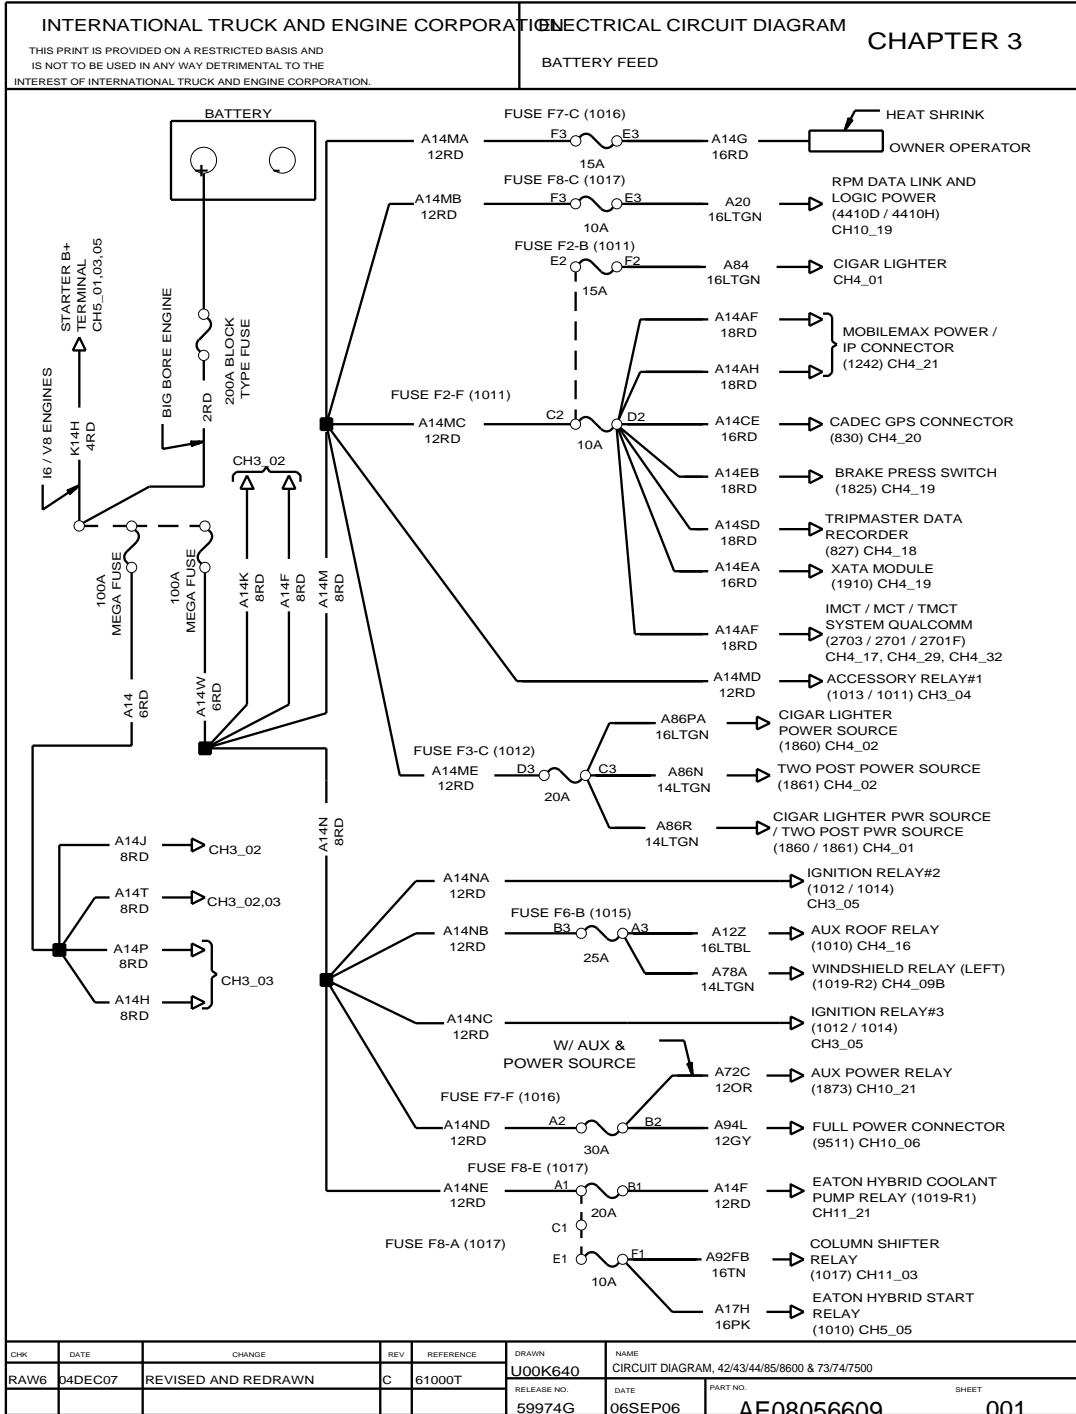 INTERNATIONAL TRUCK AND ENGINE CORPORATION
THIS PRINT IS PROVIDED ON A RESTRICTED BASIS AND
IS NOT TO BE USED IN ANY WAY DETRIMENTAL TO THE
INTEREST OF INTERNATIONAL TRUCK AND ENGINE CORPORATION.
ELECTRICAL CIRCUIT DIAGRAM
BATTERY FEED
CHAPTER 3
BATTERY
+
-
STARTER B+
TERMINAL
CH5_01,03,05
I6 / V8 ENGINES
K14H
4RD
BIG BORE ENGINE
2RD
200A BLOCK
TYPE FUSE
CH3_02
100A
MEGA FUSE
100A
MEGA FUSE
A14K
8RD
A14F
8RD
A14M
8RD
A14
6RD
A14W
6RD
A14N
8RD
A14J
8RD
CH3_02
A14T
8RD
CH3_02,03
A14P
8RD
A14H
8RD
CH3_03
FUSE F7-C (1016)
A14MA
12RD
F3
E3
15A
A14G
16RD
HEAT SHRINK
OWNER OPERATOR
FUSE F8-C (1017)
A14MB
12RD
F3
E3
10A
A20
16LTGN
RPM DATA LINK AND
LOGIC POWER
(4410D / 4410H)
CH10_19
FUSE F2-B (1011)
E2
F2
15A
A84
16LTGN
CIGAR LIGHTER
CH4_01
A14AF
18RD
A14AH
18RD
MOBILEMAX POWER /
IP CONNECTOR
(1242) CH4_21
FUSE F2-F (1011)
A14MC
12RD
C2
D2
10A
A14CE
16RD
CADEC GPS CONNECTOR
(830) CH4_20
A14EB
18RD
BRAKE PRESS SWITCH
(1825) CH4_19
A14SD
18RD
TRIPMASTER DATA
RECORDER
(827) CH4_18
A14EA
16RD
XATA MODULE
(1910) CH4_19
A14AF
18RD
IMCT / MCT / TMCT
SYSTEM QUALCOMM
(2703 / 2701 / 2701F)
CH4_17, CH4_29, CH4_32
A14MD
12RD
ACCESSORY RELAY#1
(1013 / 1011) CH3_04
FUSE F3-C (1012)
A14ME
12RD
D3
C3
20A
A86PA
16LTGN
CIGAR LIGHTER
POWER SOURCE
(1860) CH4_02
A86N
14LTGN
TWO POST POWER SOURCE
(1861) CH4_02
A86R
14LTGN
CIGAR LIGHTER PWR SOURCE
/ TWO POST PWR SOURCE
(1860 / 1861) CH4_01
A14NA
12RD
IGNITION RELAY#2
(1012 / 1014)
CH3_05
FUSE F6-B (1015)
A14NB
12RD
B3
A3
25A
A12Z
16LTBL
AUX ROOF RELAY
(1010) CH4_16
A78A
14LTGN
WINDSHIELD RELAY (LEFT)
(1019-R2) CH4_09B
A14NC
12RD
IGNITION RELAY#3
(1012 / 1014)
CH3_05
W/ AUX &
POWER SOURCE
A72C
12OR
AUX POWER RELAY
(1873) CH10_21
FUSE F7-F (1016)
A14ND
12RD
A2
B2
30A
A94L
12GY
FULL POWER CONNECTOR
(9511) CH10_06
FUSE F8-E (1017)
A14NE
12RD
A1
B1
20A
A14F
12RD
EATON HYBRID COOLANT
PUMP RELAY (1019-R1)
CH11_21
C1
FUSE F8-A (1017)
E1
F1
10A
A92FB
16TN
COLUMN SHIFTER
RELAY
(1017) CH11_03
A17H
16PK
EATON HYBRID START
RELAY
(1010) CH5_05
CHK DATE CHANGE REV REFERENCE
RAW6 04DEC07 REVISED AND REDRAWN C 61000T
DRAWN
U00K640
NAME
CIRCUIT DIAGRAM, 42/43/44/85/8600 & 73/74/7500
RELEASE NO.
59974G
DATE
06SEP06
PART NO.
AE08056609
SHEET
001